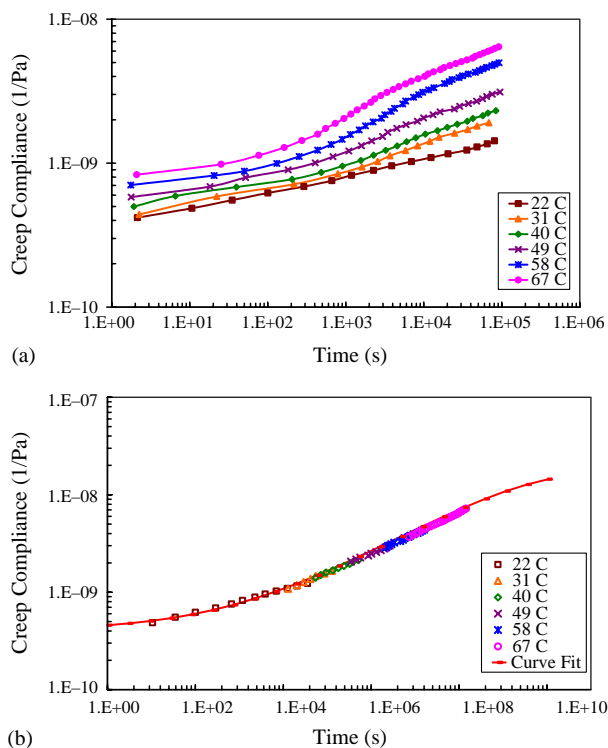 1.E–08
1.E–09
1.E–10
Creep Compliance (1/Pa)
22 C
31 C
40 C
49 C
58 C
67 C
1.E+00 1.E+01 1.E+02 1.E+03 1.E+04 1.E+05 1.E+06
Time (s)
(a)
1.E–07
1.E–08
1.E–09
1.E–10
Creep Compliance (1/Pa)
22 C
31 C
40 C
49 C
58 C
67 C
Curve Fit
1.E+00 1.E+02 1.E+04 1.E+06 1.E+08 1.E+10
Time (s)
(b)